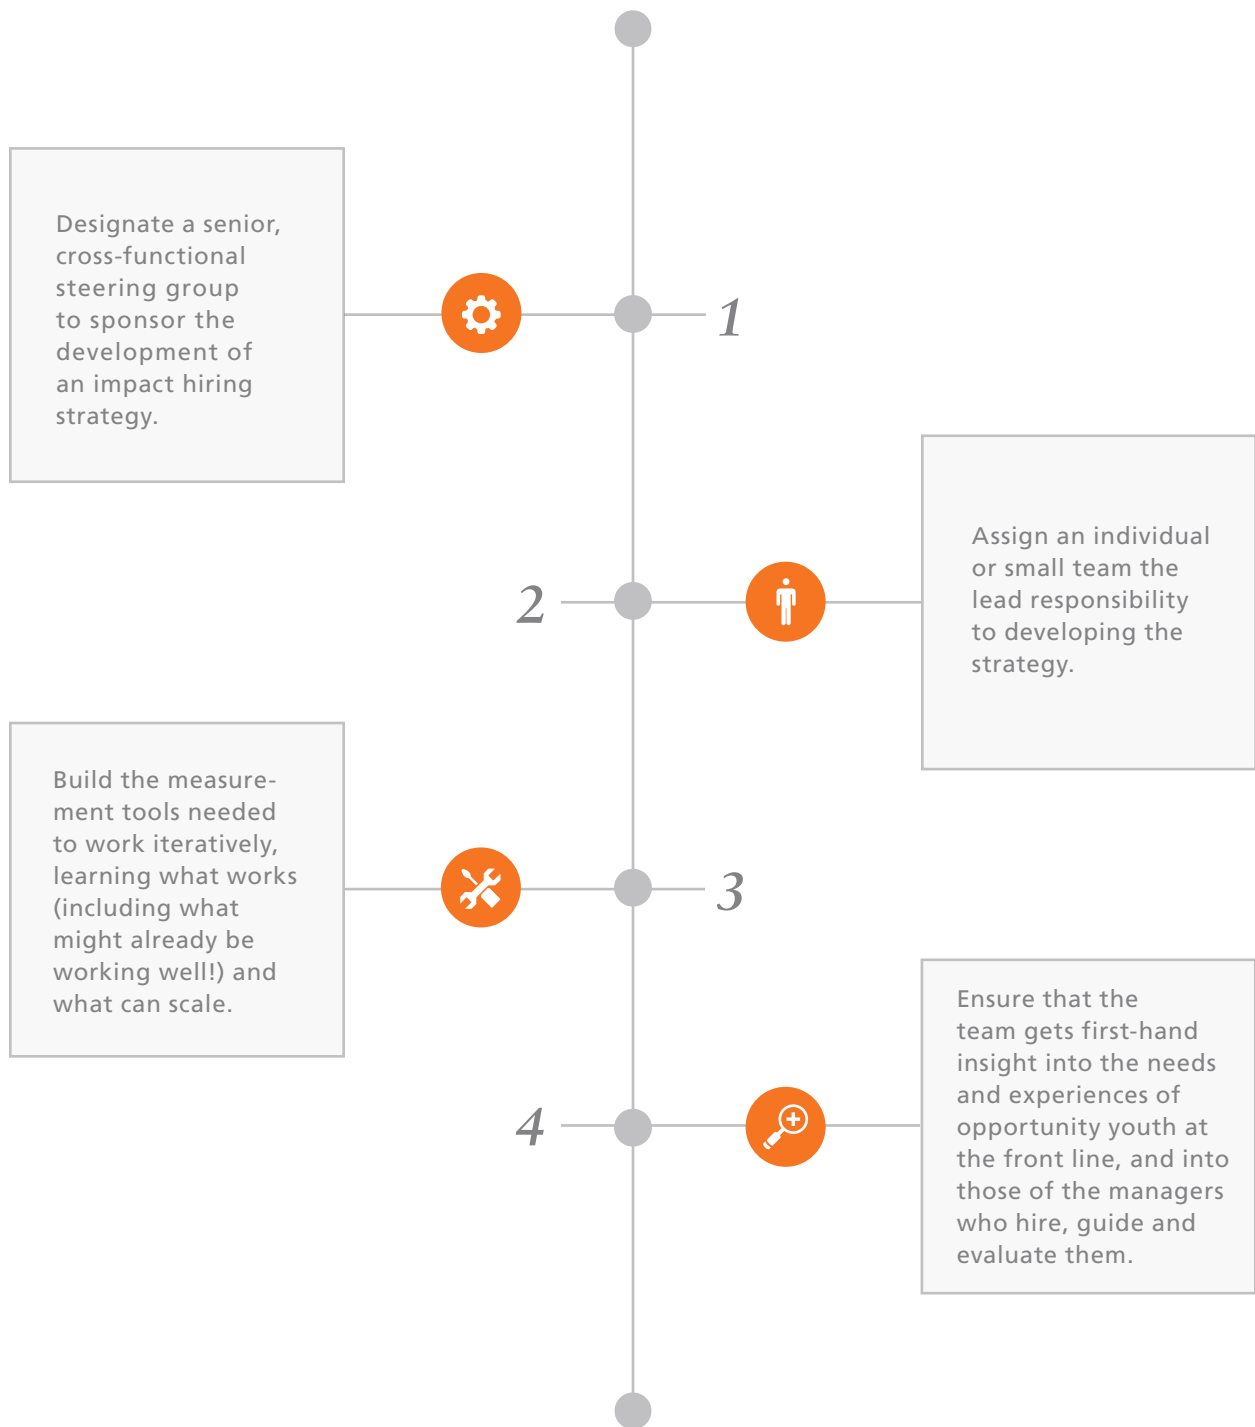 Designate a senior,
cross-functional
steering group
to sponsor the
development of
an impact hiring
strategy.
1
2
Assign an individual
or small team the
lead responsibility
to developing the
strategy.
Build the measure-
ment tools needed
to work iteratively,
learning what works
(including what
might already be
working well!) and
what can scale.
3
4
Ensure that the
team gets first-hand
insight into the needs
and experiences of
opportunity youth at
the front line, and into
those of the managers
who hire, guide and
evaluate them.